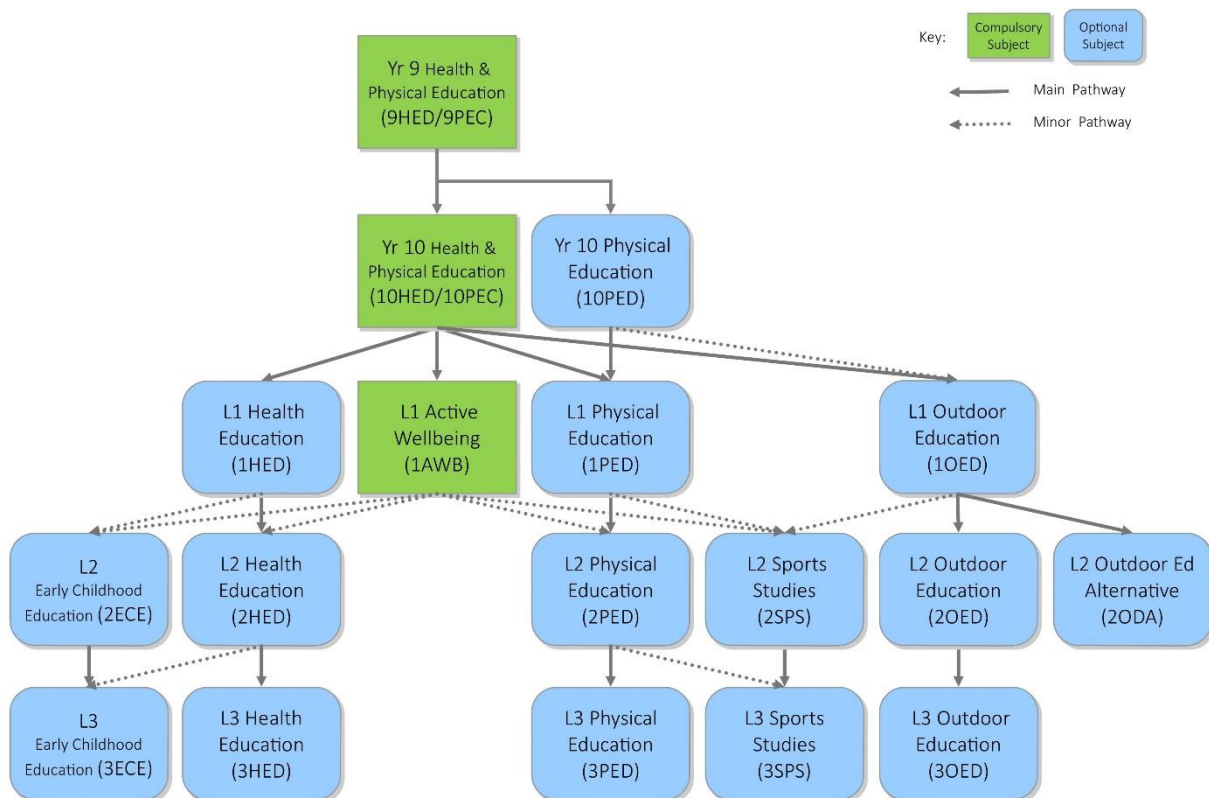 Key:
Compulsory
Subject
Optional
Subject
Main Pathway
Minor Pathway
Yr 9 Health &
Physical Education
(9HED/9PEC)
Yr 10 Health &
Physical Education
(10HED/10PEC)
Yr 10 Physical
Education
(10PED)
L1 Health
Education
(1HED)
L1 Active
Wellbeing
(1AWB)
L1 Physical
Education
(1PED)
L1 Outdoor
Education
(1OED)
L2
Early Childhood
Education (2ECE)
L2 Health
Education
(2HED)
L2 Physical
Education
(2PED)
L2 Sports
Studies
(2SPS)
L2 Outdoor
Education
(2OED)
L2 Outdoor Ed
Alternative
(2ODA)
L3
Early Childhood
Education (3ECE)
L3 Health
Education
(3HED)
L3 Physical
Education
(3PED)
L3 Sports
Studies
(3SPS)
L3 Outdoor
Education
(3OED)